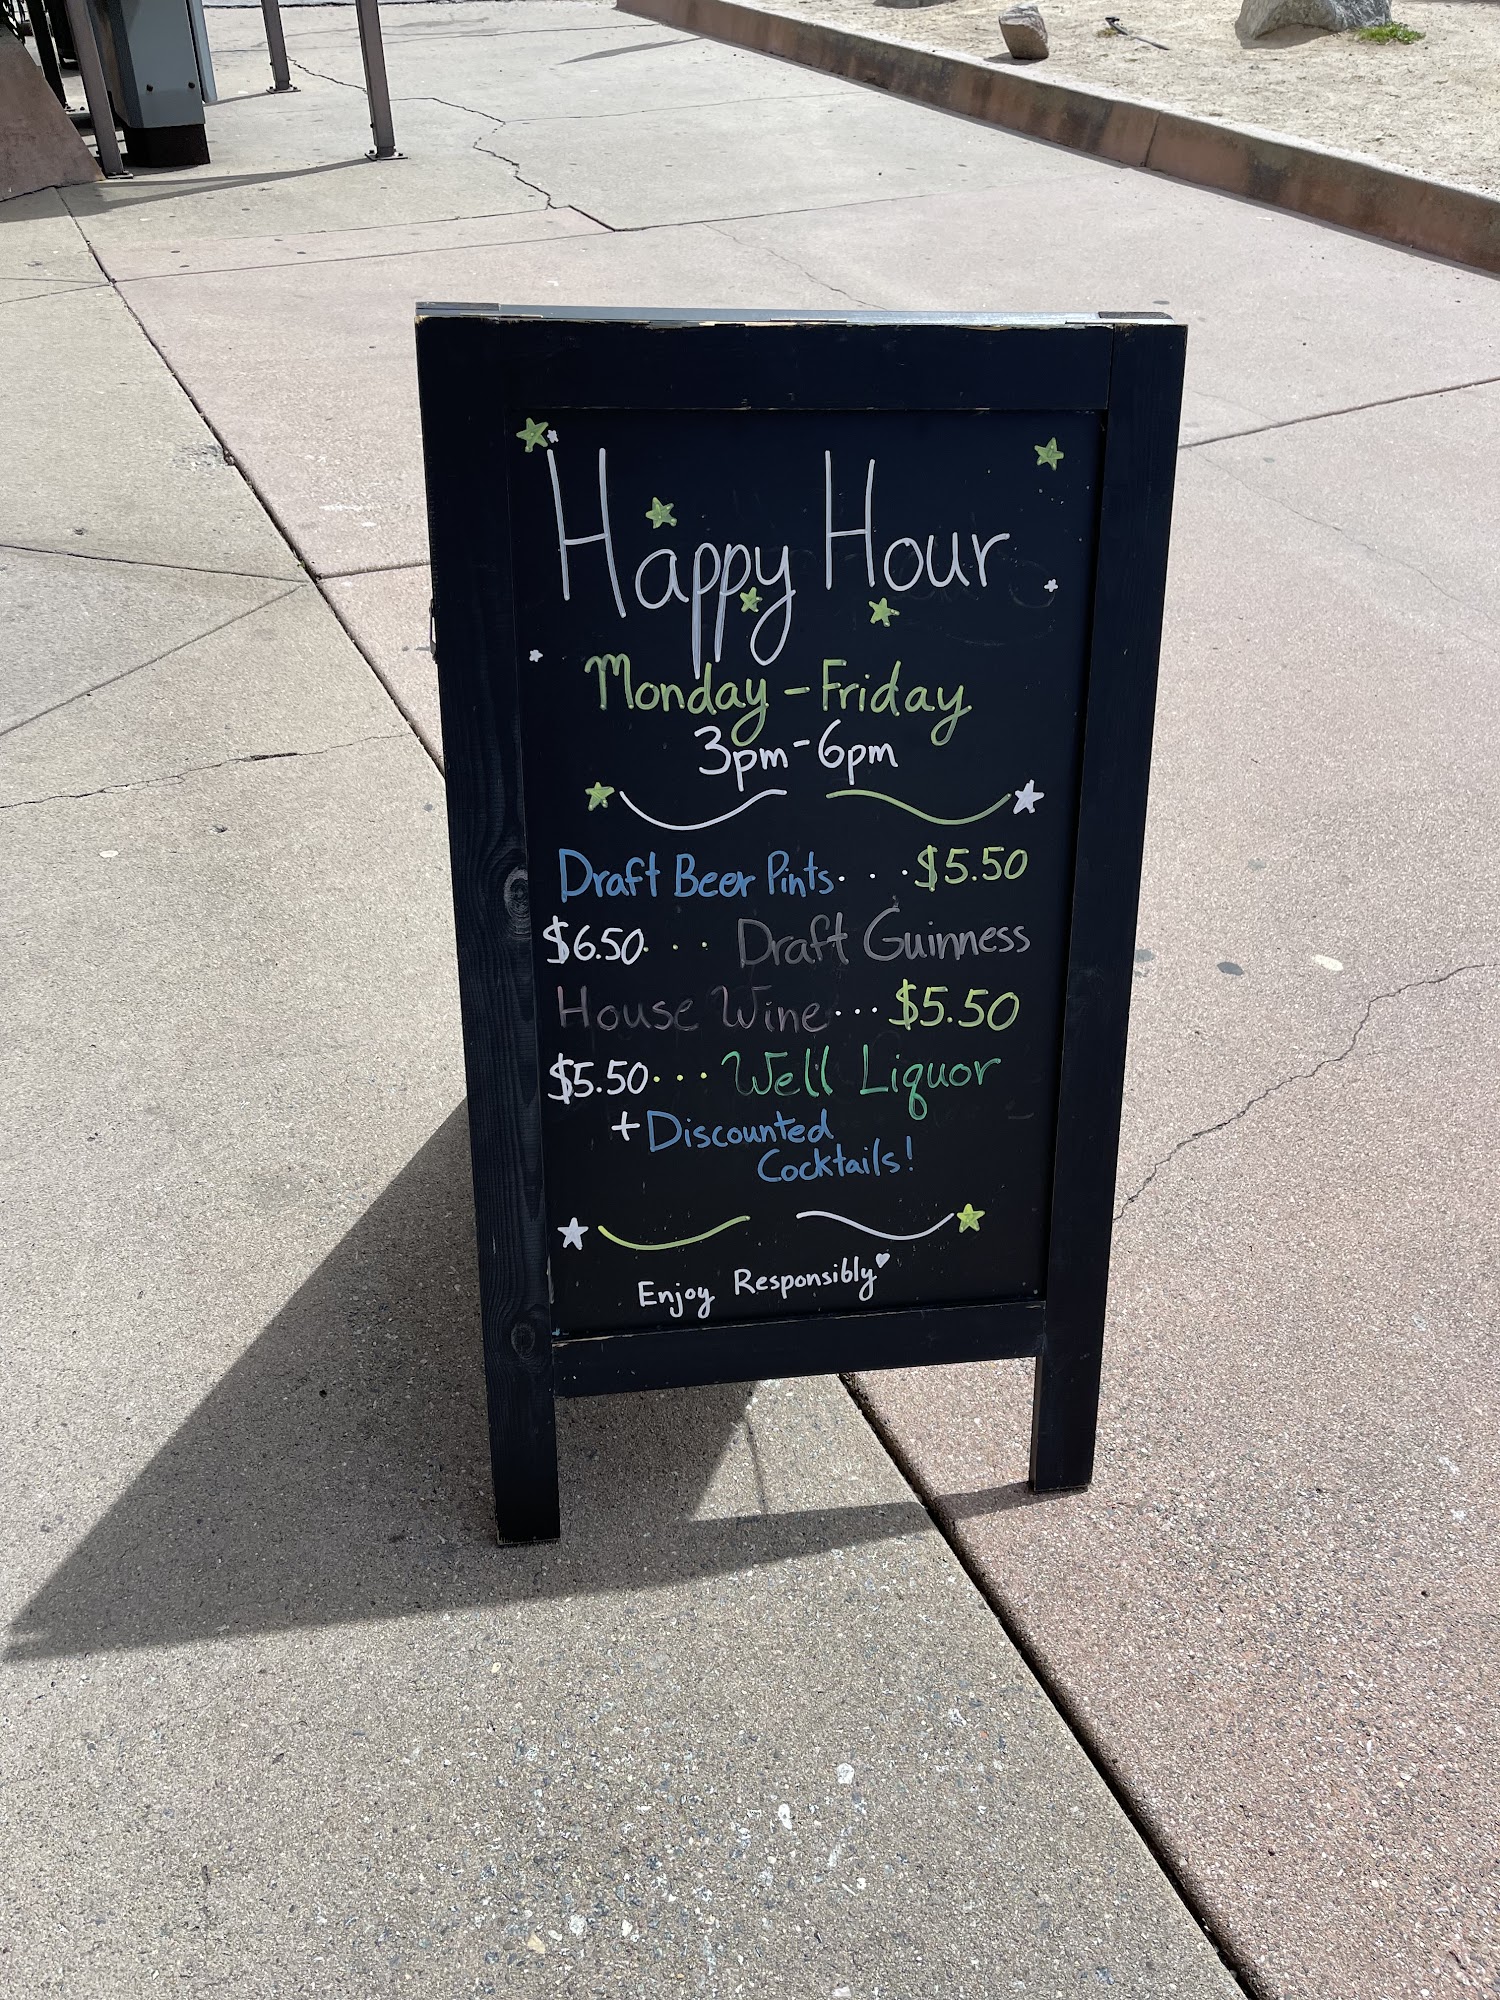 Happy Hour
Monday - Friday
3pm - 6pm
Draft Beer Pints . . . $5.50
$6.50 . . . Draft Guinness
House Wine . . . $5.50
$5.50 . . . Well Liquor
+ Discounted
Cocktails!
Enjoy Responsibly